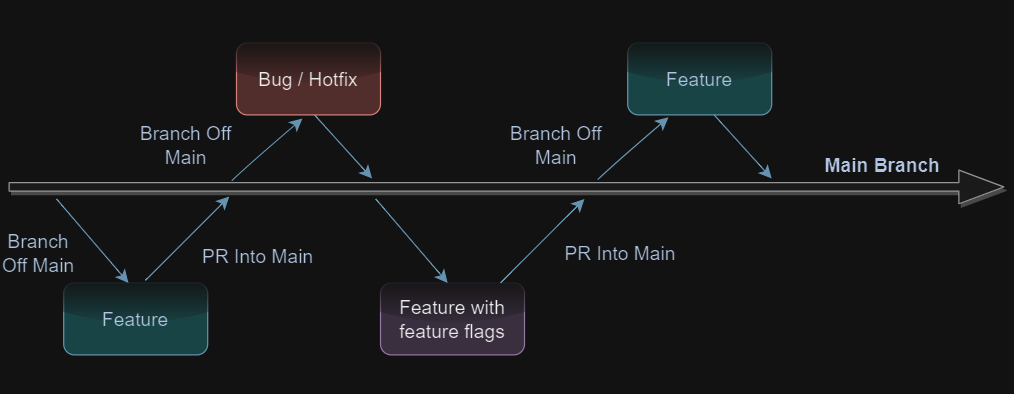 Bug / Hotfix
Feature
Branch Off
Main
Branch Off
Main
Main Branch
Branch
Off Main
PR Into Main
PR Into Main
Feature
Feature with
feature flags